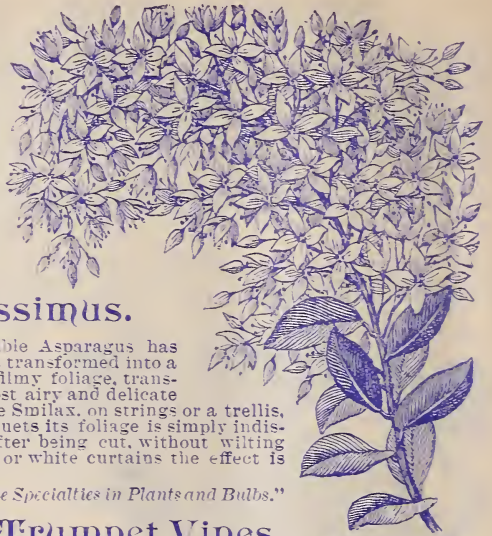 ssimus.
ble Asparagus has
transformed into a
filmy foliage, trans-
st airy and delicate
e Smilax, on strings or a trellis,
uets its foliage is simply indis-
fter being cut, without wilting
or white curtains the effect is
e Specialties in Plants and Bulbs."
Trumpet Vines